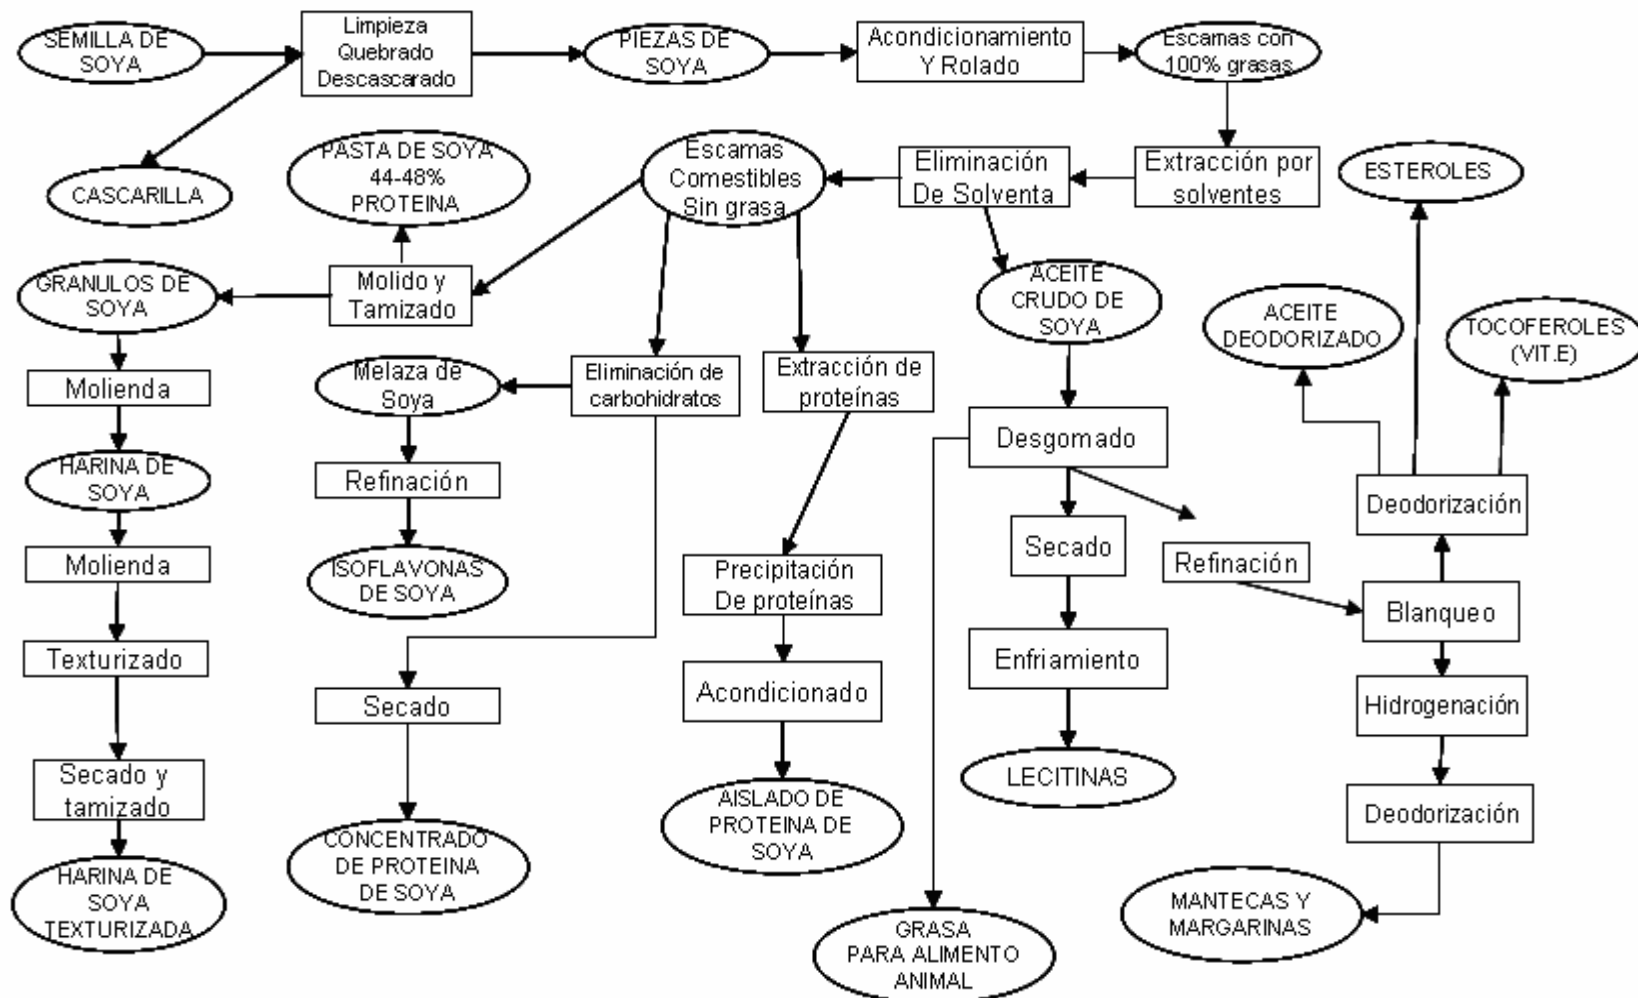 SEMILLA DE
SOYA
Limpieza
Quebrado
Descascarado
PIEZAS DE
SOYA
Acondicionamiento
Y Rolado
Escamas con
100% grasas
CASCARILLA
PASTA DE SOYA
44-48%
PROTEINA
Escamas
Comestibles
Sin grasa
Eliminación
De Solventa
Extracción por
solventes
ESTEROLES
GRANULOS DE
SOYA
Molido y
Tamizado
ACEITE
CRUDO DE
SOYA
ACEITE
DEODORIZADO
TOCOFEROLES
(VIT.E)
Molienda
Melaza de
Soya
Eliminación de
carbohidratos
Extracción de
proteínas
Desgomado
HARINA DE
SOYA
Refinación
Deodorización
Molienda
ISOFLAVONAS
DE SOYA
Precipitación
De proteínas
Secado
Refinación
Blanqueo
Texturizado
Secado
Acondicionado
Enfriamiento
Hidrogenación
Secado y
tamizado
LECITINAS
Deodorización
HARINA DE
SOYA
TEXTURIZADA
CONCENTRADO
DE PROTEINA
DE SOYA
AISLADO DE
PROTEINA DE
SOYA
GRASA
PARA ALIMENTO
ANIMAL
MANTECAS Y
MARGARINAS